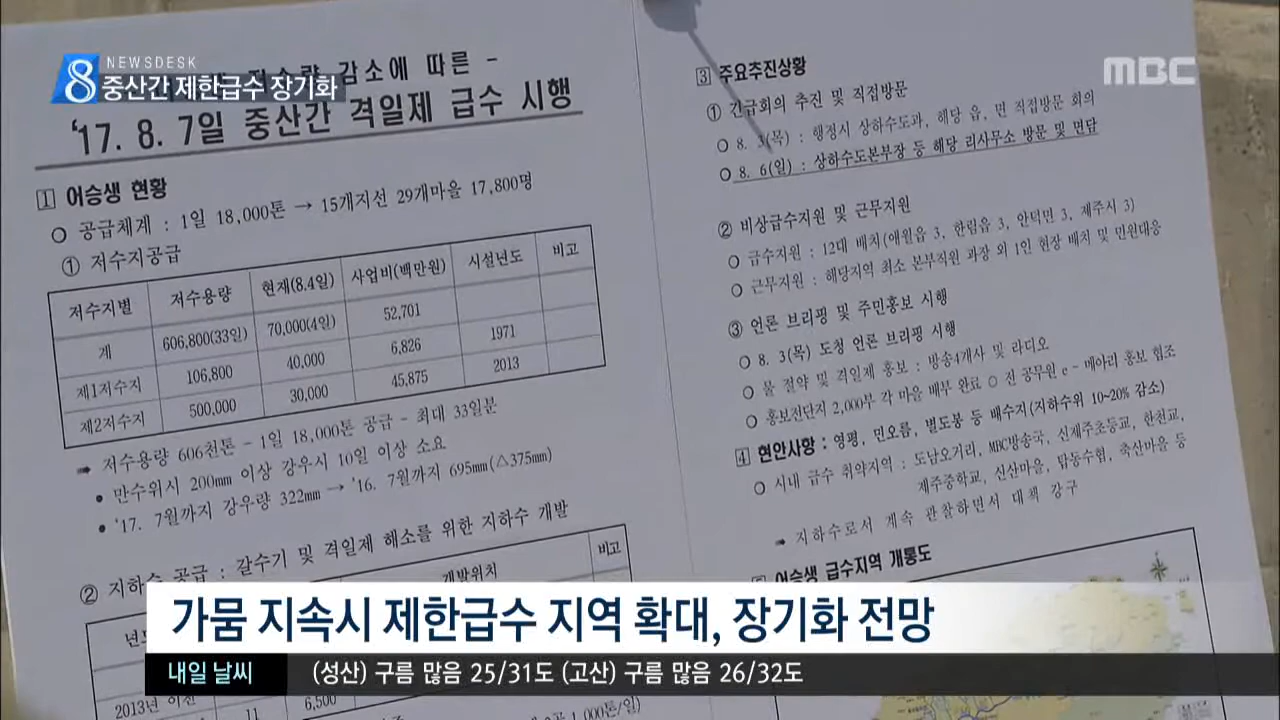 NEWSDESK
8 중산간 제한급수 장기화
MBC
감소에 따른 -
'17. 8. 7일 중산간 격일제 급수 시행
1 어승생 현황
○ 공급체계 : 1일 18,000톤 → 15개지선 29개마을 17,800명
① 저수지공급
저수지별 저수용량 현재(8.4일) 사업비(백만원) 시설년도 비고
계 606,800(33일) 70,000(4일) 52,701
제1저수지 106,800 40,000 6,826 1971
제2저수지 500,000 30,000 45,875 2013
➡ 저수용량 606천톤 - 1일 18,000톤 공급 - 최대 33일분
• 만수위시 200mm 이상 강우시 10일 이상 소요
• '17. 7월까지 강우량 322mm → '16. 7월까지 695mm(△375mm)
② 지하수 공급 : 갈수기 및 격일제 해소를 위한 지하수 개발
개발위치 비고
2013년 이전 11 6,500
1,000톤/일)
3 주요추진상황
① 긴급회의 추진 및 직접방문
○ 8. 3(목) : 행정시 상하수도과, 해당 읍, 면 직접방문 회의
○ 8. 6(일) : 상하수도본부장 등 해당 리사무소 방문 및 면담
② 비상급수지원 및 근무지원
○ 급수지원 : 12대 배치(애월읍 3, 한림읍 3, 안덕면 3, 제주시 3)
○ 근무지원 : 해당지역 최소 본부직원 과장 외 1인 현장 배치 및 민원대응
③ 언론 브리핑 및 주민홍보 시행
○ 8. 3(목) 도청 언론 브리핑 시행
○ 물 절약 및 격일제 홍보 : 방송4개사 및 라디오
○ 홍보전단지 2,000부 각 마을 배부 완료 ○ 전 공무원 e - 메아리 홍보 협조
4 현안사항 : 영평, 민오름, 별도봉 등 배수지(지하수위 10~20% 감소)
○ 시내 급수 취약지역 : 도남오거리, MBC방송국, 신제주초등교, 한천교,
제주중학교, 신산마을, 탑동수협, 축산마을 등
➡ 지하수로서 계속 관찰하면서 대책 강구
어승생 급수지역 개통도
가뭄 지속시 제한급수 지역 확대, 장기화 전망
내일 날씨 (성산) 구름 많음 25/31도 (고산) 구름 많음 26/32도